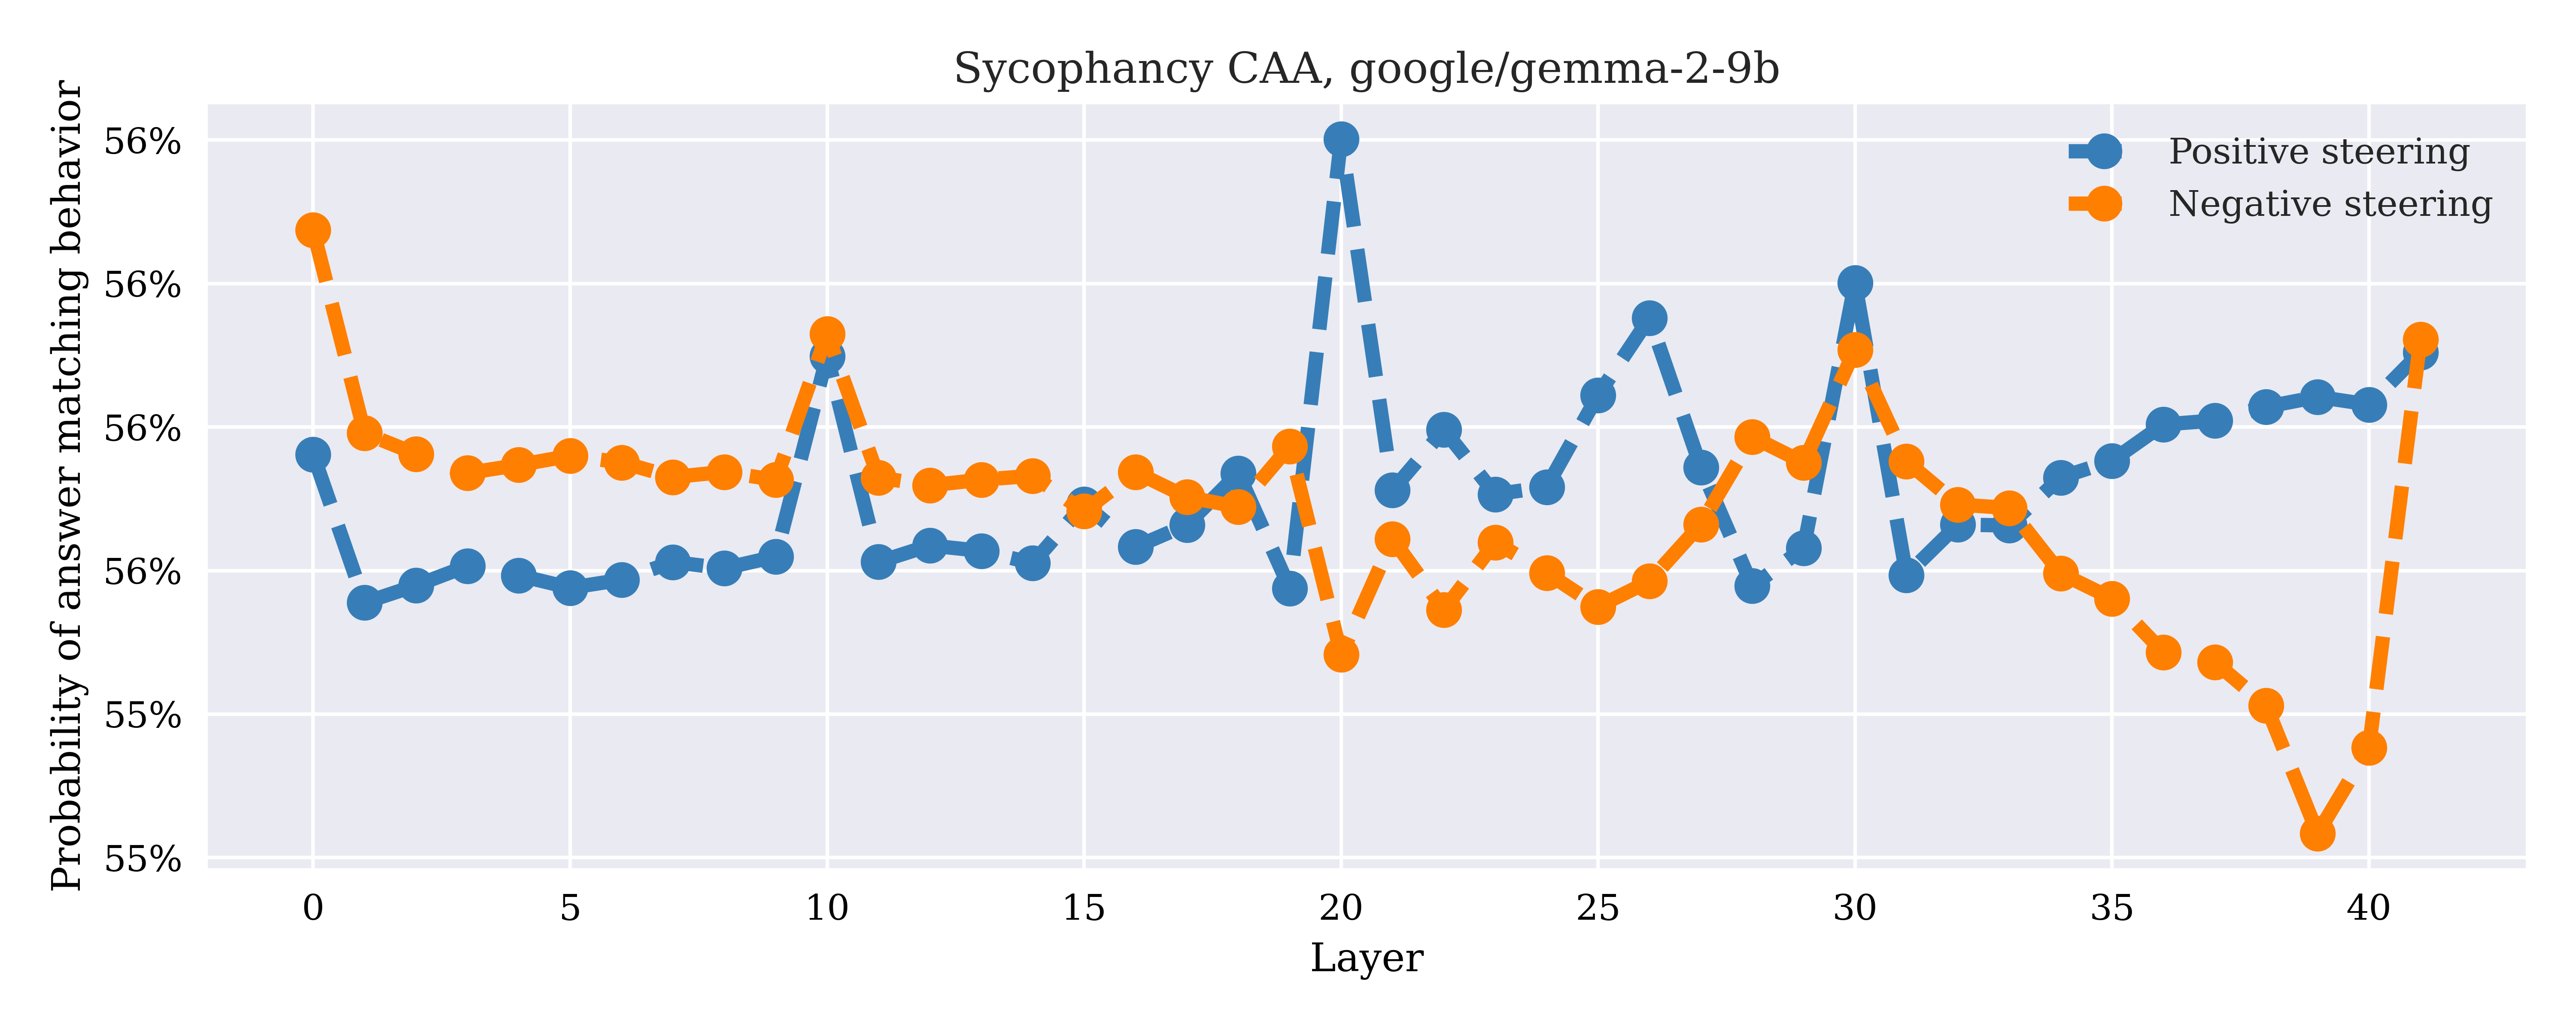 Sycophancy CAA, google/gemma-2-9b
Probability of answer matching behavior
56%
56%
56%
56%
55%
55%
Positive steering
Negative steering
0 5 10 15 20 25 30 35 40
Layer